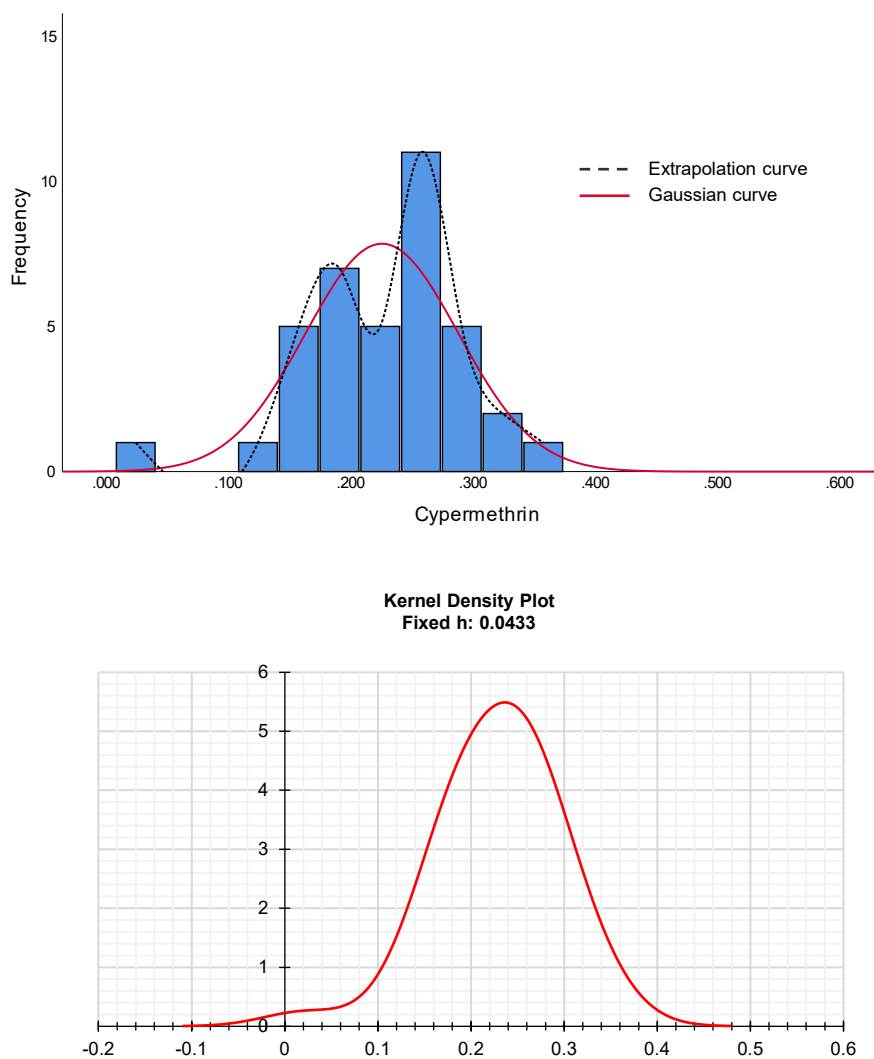 15
10
5
0
Frequency
Extrapolation curve
Gaussian curve
.000 .100 .200 .300 .400 .500 .600
Cypermethrin
Kernel Density Plot
Fixed h: 0.0433
6
5
4
3
2
1
0
-0.2 -0.1 0 0.1 0.2 0.3 0.4 0.5 0.6